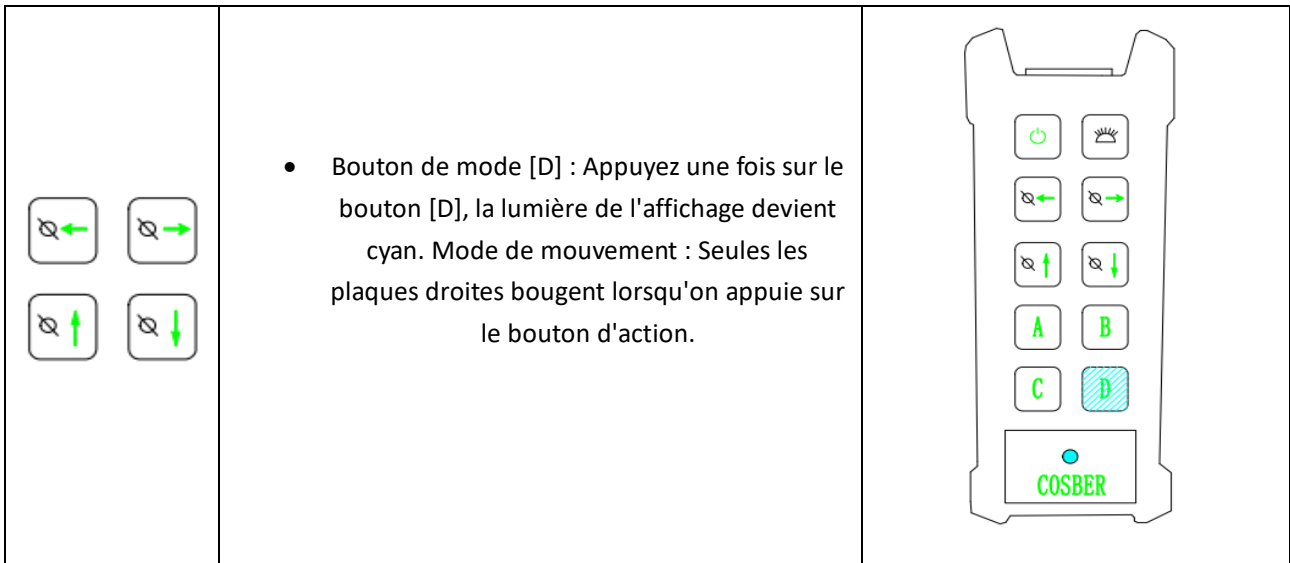 • Bouton de mode [D] : Appuyez une fois sur le
bouton [D], la lumière de l'affichage devient
cyan. Mode de mouvement : Seules les
plaques droites bougent lorsqu'on appuie sur
le bouton d'action.
A B
C D
COSBER